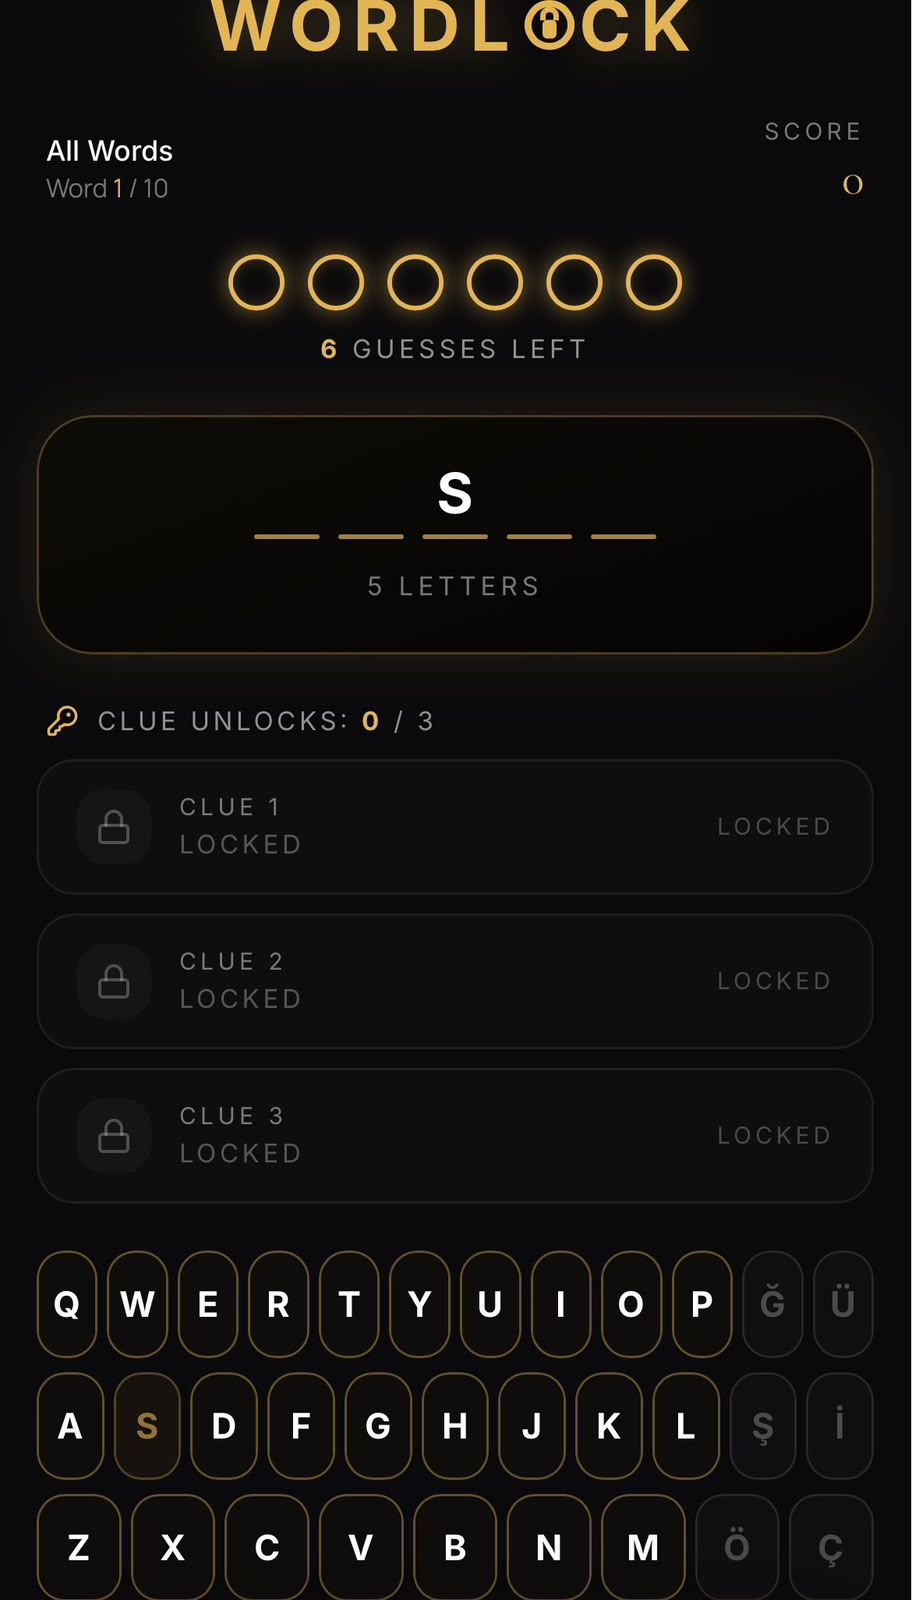 WORDLOCK
All Words
SCORE
Word 1 / 10
0
6 GUESSES LEFT
S
5 LETTERS
CLUE UNLOCKS: 0 / 3
CLUE 1
LOCKED
LOCKED
CLUE 2
LOCKED
LOCKED
CLUE 3
LOCKED
LOCKED
Q W E R T Y U I O P Ğ Ü
A S D F G H J K L Ş İ
Z X C V B N M Ö Ç